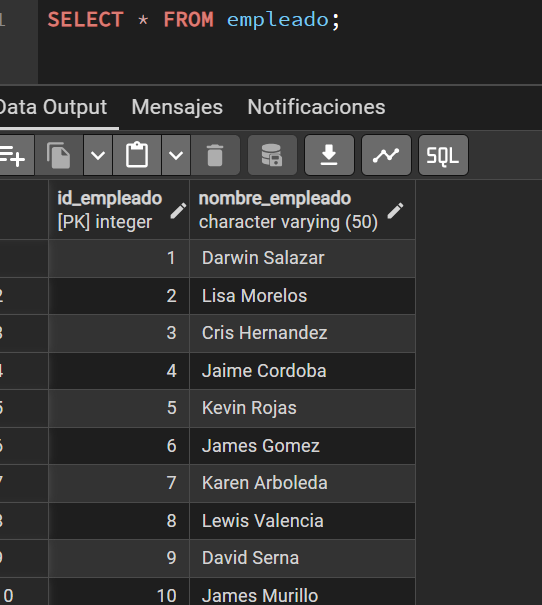 1 SELECT * FROM empleado;
Data Output Mensajes Notificaciones
SQL
id_empleado nombre_empleado
[PK] integer character varying (50)
1 Darwin Salazar
2 2 Lisa Morelos
3 3 Cris Hernandez
4 4 Jaime Cordoba
5 5 Kevin Rojas
6 6 James Gomez
7 7 Karen Arboleda
8 8 Lewis Valencia
9 9 David Serna
0 10 James Murillo